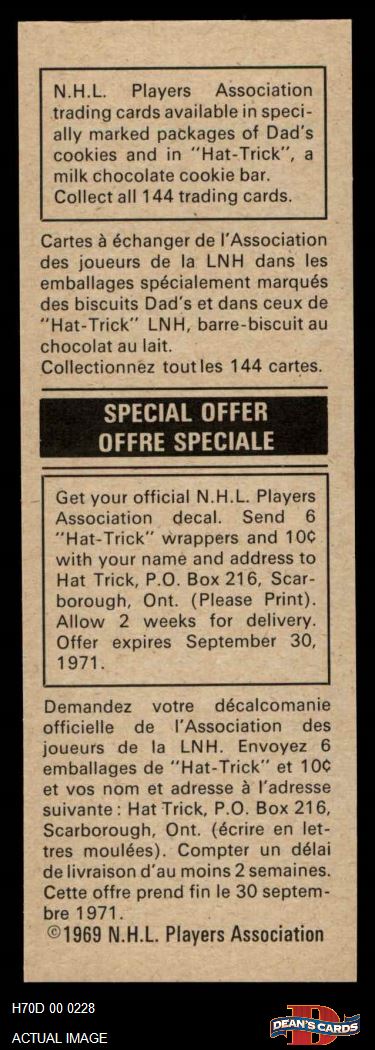 N.H.L. Players Association
trading cards available in speci-
ally marked packages of Dad's
cookies and in "Hat-Trick", a
milk chocolate cookie bar.
Collect all 144 trading cards.
Cartes à échanger de l'Association
des joueurs de la LNH dans les
emballages spécialement marqués
des biscuits Dad's et dans ceux de
"Hat-Trick" LNH, barre-biscuit au
chocolat au lait.
Collectionnez toutles 144 cartes.
SPECIAL OFFER
OFFRE SPECIALE
Get your official N.H.L. Players
Association decal. Send 6
"Hat-Trick" wrappers and 10¢
with your name and address to
Hat Trick, P.O. Box 216, Scar-
borough, Ont. (Please Print).
Allow 2 weeks for delivery.
Offer expires September 30,
1971.
Demandez votre décalcomanie
officielle de l'Association des
joueurs de la LNH. Envoyez 6
emballages de "Hat-Trick" et 10¢
et vos nom et adresse à l'adresse
suivante : Hat Trick, P.O. Box 216,
Scarborough, Ont. (écrire en let-
tres moulées). Compter un délai
de livraison d'au moins 2 semaines.
Cette offre prend fin le 30 septem-
bre 1971.
©1969 N.H.L. Players Association
H70D 00 0228
ACTUAL IMAGE
D
DEAN'S CARDS